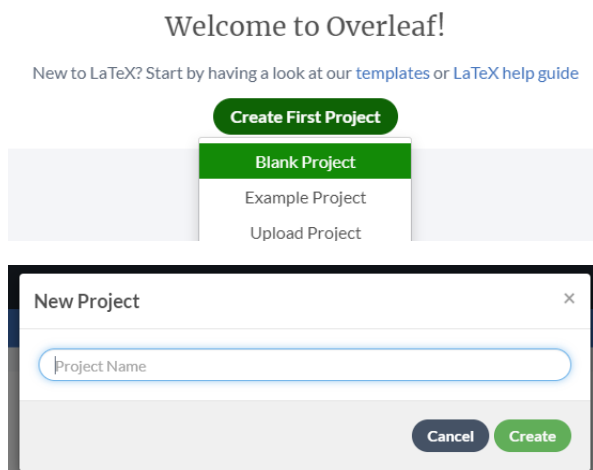 Welcome to Overleaf!
New to LaTeX? Start by having a look at our templates or LaTeX help guide
Create First Project
Blank Project
Example Project
Upload Project
New Project ×
Project Name
Cancel Create